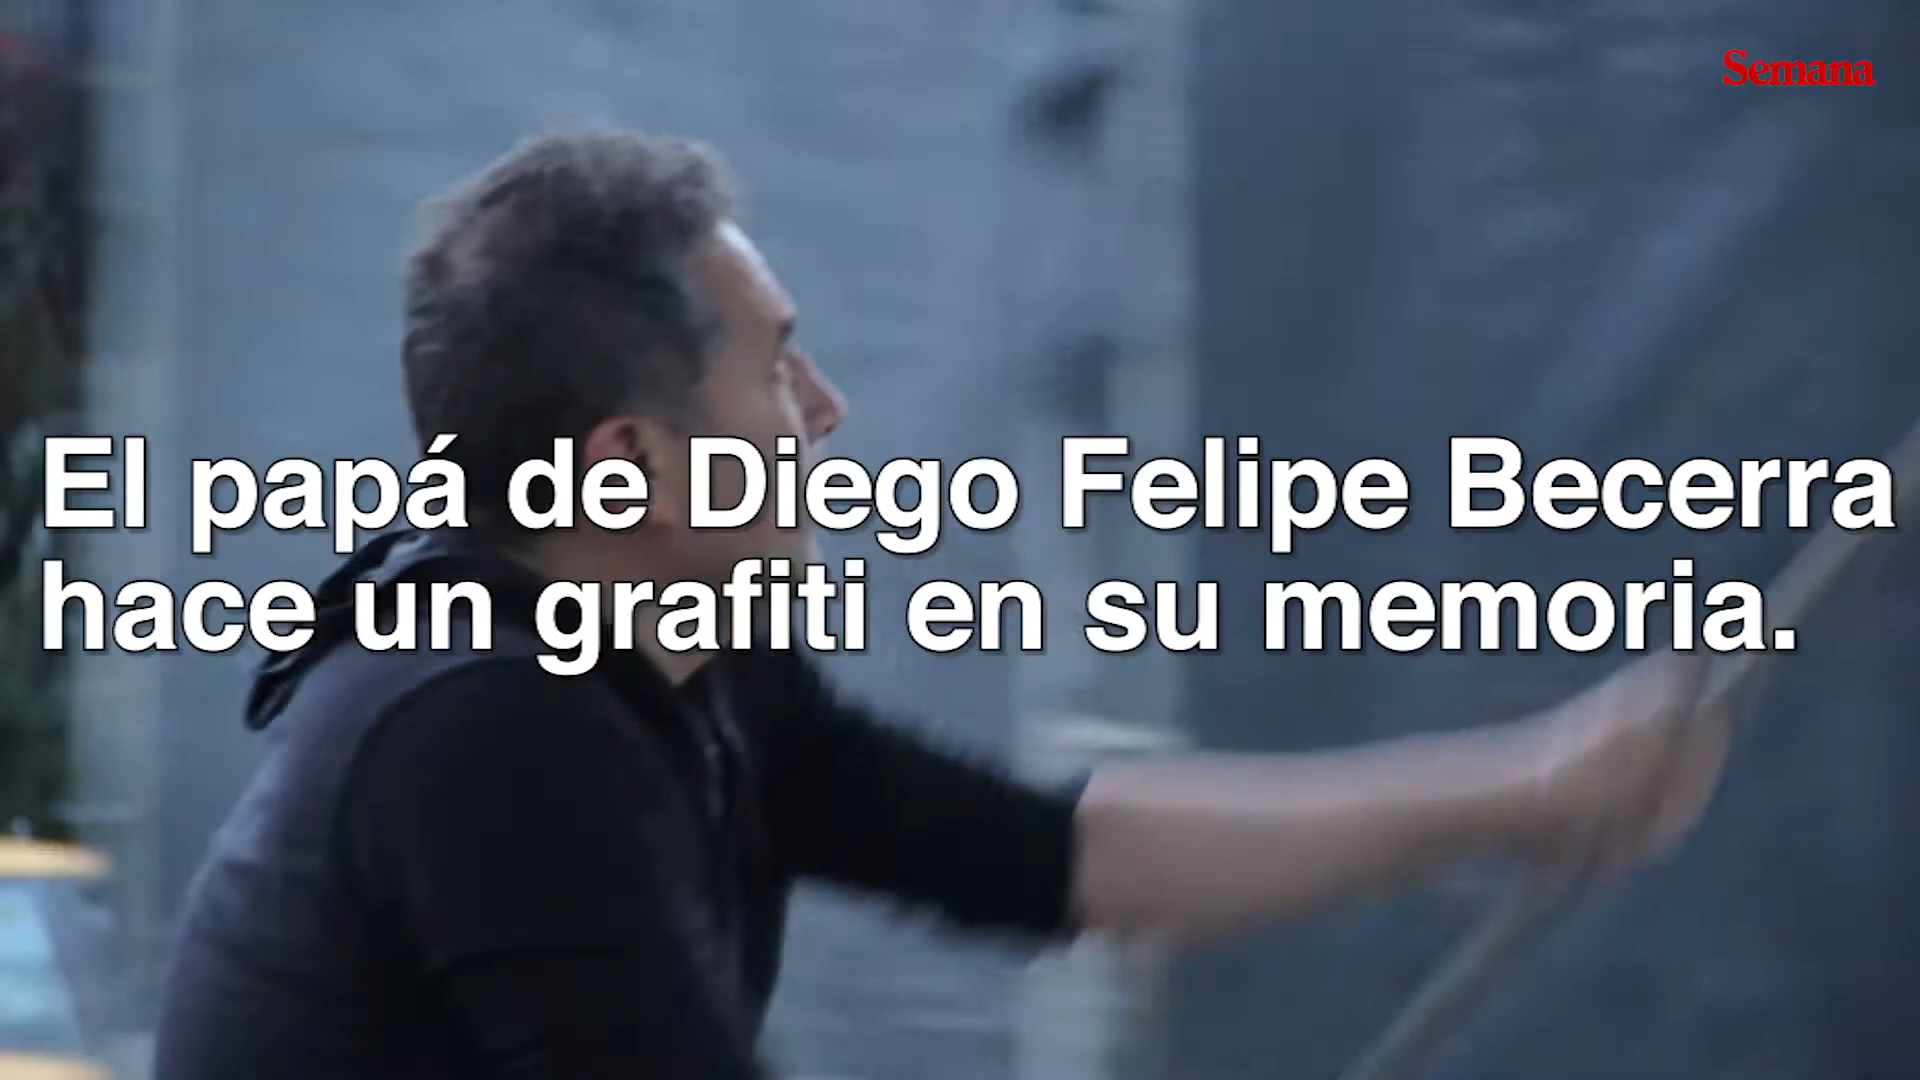 Semana
El papá de Diego Felipe Becerra
hace un grafiti en su memoria.